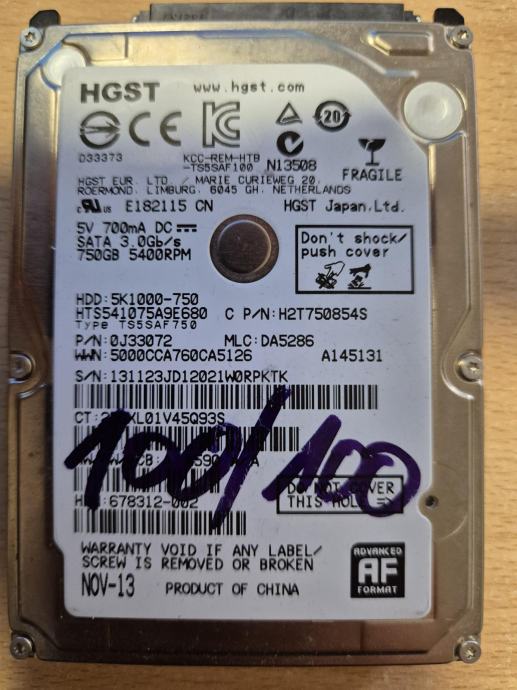 HGST www.hgst.com
20
D33373 KCC-REM-HTB N13508
-TS5SAF100
FRAGILE
HGST EUR. LTD / MARIE CURIEWEG 20,
ROERMOND, LIMBURG, 6045 GH, NETHERLANDS
c RU us E182115 CN HGST Japan,Ltd.
5V 700mA DC
SATA 3.0Gb/s
750GB 5400RPM
Don't shock/
push cover
HDD:5K1000-750
HTS541075A9E680 C P/N:H2T750854S
Type TS5SAF750
P/N:0J33072 MLC:DA5286
WWN:5000CCA760CA5126 A145131
S/N:131123JD12021W0RPKTK
CT: XL01V45Q93S
100/100
DO NOT COVER
THIS HOLE
678312-002
WARRANTY VOID IF ANY LABEL/
SCREW IS REMOVED OR BROKEN
NOV-13 PRODUCT OF CHINA
ADVANCED
AF
FORMAT